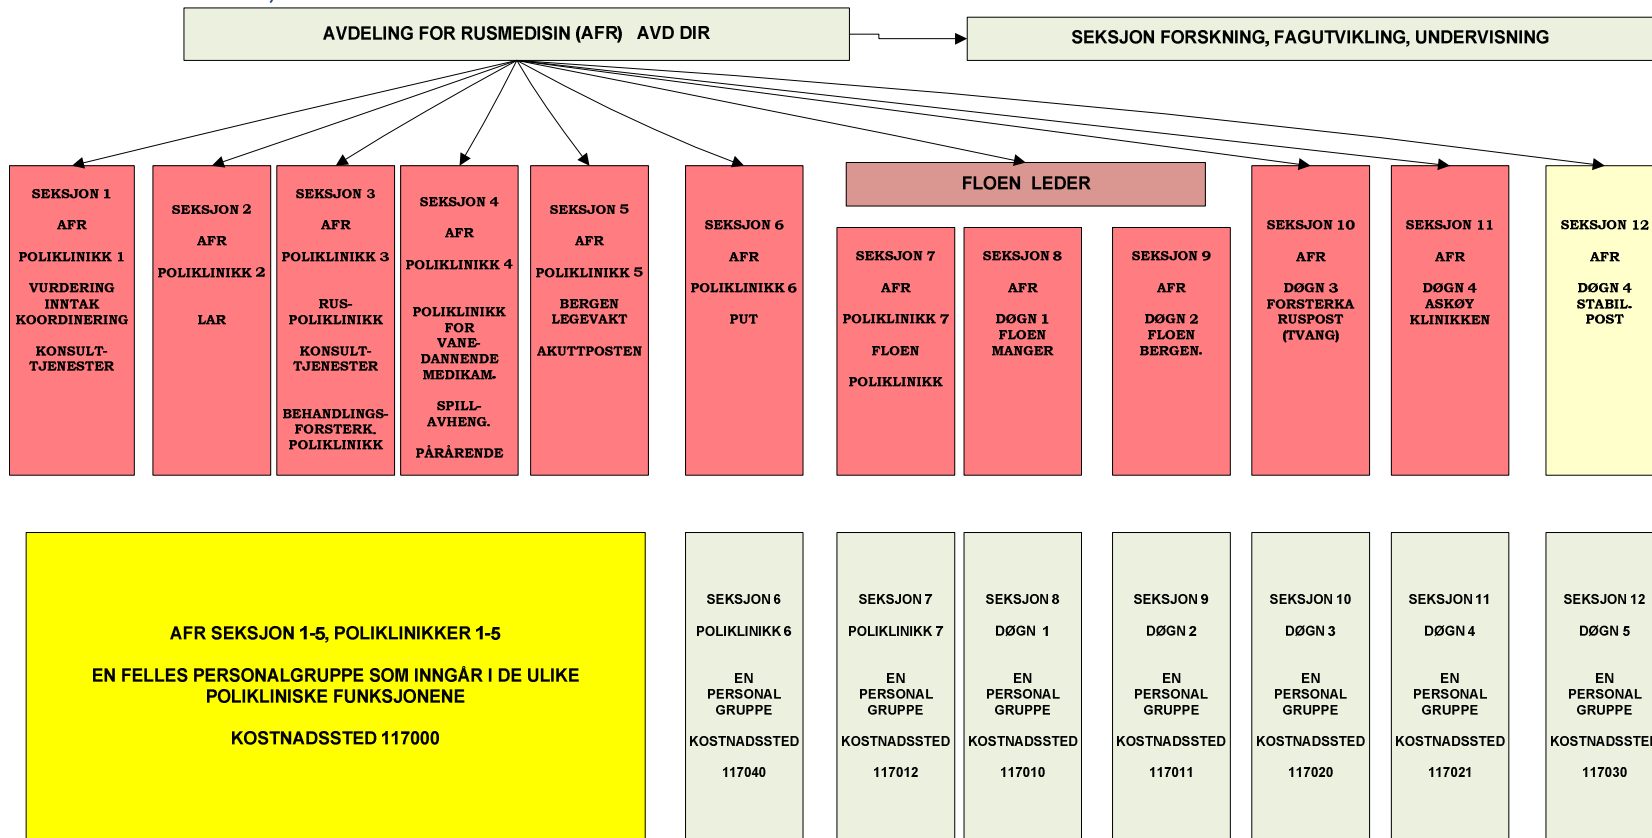 AVDELING FOR RUSMEDISIN (AFR) AVD DIR
SEKSJON FORSKNING, FAGUTVIKLING, UNDERVISNING
SEKSJON 1
AFR
POLIKLINIKK 1
VURDERING
INNTAK
KOORDINERING
KONSULT-
TJENESTER
SEKSJON 2
AFR
POLIKLINIKK 2
LAR
SEKSJON 3
AFR
POLIKLINIKK 3
RUS-
POLIKLINIKK
KONSULT-
TJENESTER
BEHANDLINGS-
FORSTERK.
POLIKLINIKK
SEKSJON 4
AFR
POLIKLINIKK 4
POLIKLINIKK
FOR
VANE-
DANNENDE
MEDIKAM.
SPILL-
AVHENG.
PÅRÅRENDE
SEKSJON 5
AFR
POLIKLINIKK 5
BERGEN
LEGEVAKT
AKUTTPOSTEN
SEKSJON 6
AFR
POLIKLINIKK 6
PUT
FLOEN LEDER
SEKSJON 7
AFR
POLIKLINIKK 7
FLOEN
POLIKLINIKK
SEKSJON 8
AFR
DØGN 1
FLOEN
MANGER
SEKSJON 9
AFR
DØGN 2
FLOEN
BERGEN.
SEKSJON 10
AFR
DØGN 3
FORSTERKA
RUSPOST
(TVANG)
SEKSJON 11
AFR
DØGN 4
ASKØY
KLINIKKEN
SEKSJON 12
AFR
DØGN 4
STABIL.
POST
AFR SEKSJON 1-5, POLIKLINIKKER 1-5
EN FELLES PERSONALGRUPPE SOM INNGÅR I DE ULIKE
POLIKLINISKE FUNKSJONENE
KOSTNADSSTED 117000
SEKSJON 6
POLIKLINIKK 6
EN
PERSONAL
GRUPPE
KOSTNADSSTED
117040
SEKSJON 7
POLIKLINIKK 7
EN
PERSONAL
GRUPPE
KOSTNADSSTED
117012
SEKSJON 8
DØGN 1
EN
PERSONAL
GRUPPE
KOSTNADSSTED
117010
SEKSJON 9
DØGN 2
EN
PERSONAL
GRUPPE
KOSTNADSSTED
117011
SEKSJON 10
DØGN 3
EN
PERSONAL
GRUPPE
KOSTNADSSTED
117020
SEKSJON 11
DØGN 4
EN
PERSONAL
GRUPPE
KOSTNADSSTED
117021
SEKSJON 12
DØGN 5
EN
PERSONAL
GRUPPE
KOSTNADSSTED
117030